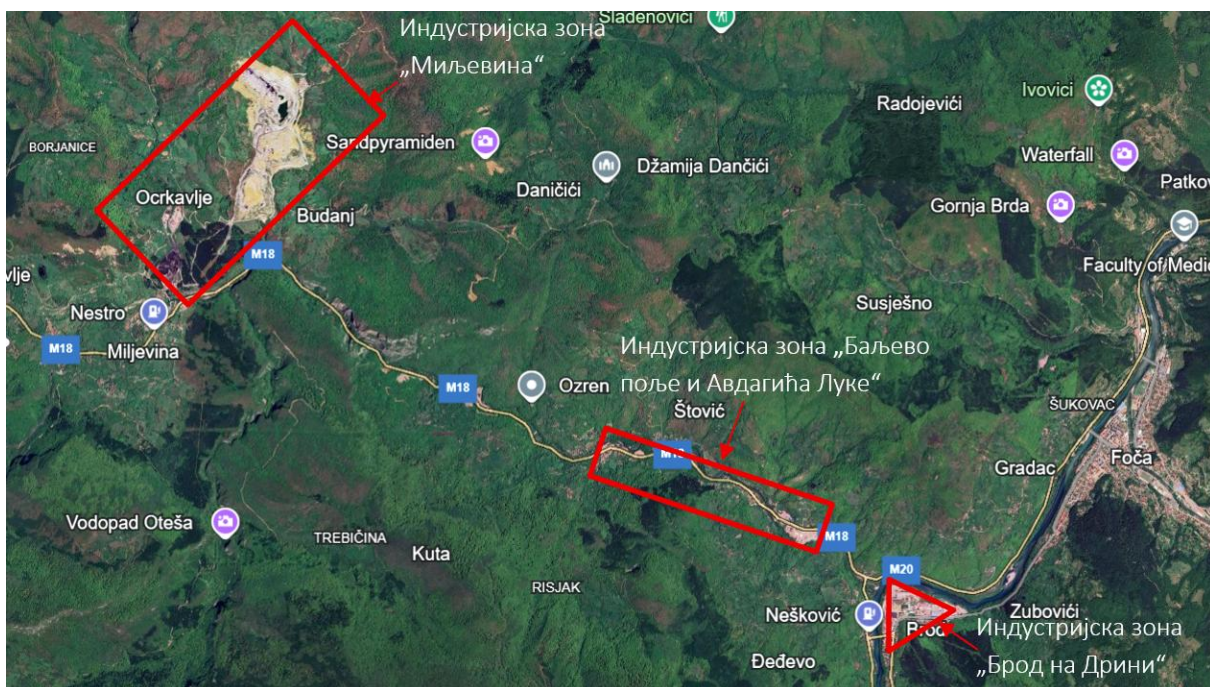 Sladenovići
Индустријска зона
„Миљевина“
Ivovici
Radojevići
BORJANICE
Sandpyramiden
Džamija Dančići
Waterfall
Daničići
Patkov
Ocrkavlje
Budanj
Gornja Brda
M18
Faculty of Medic
vlje
Nestro
Susješno
M18
Miljevina
Индустријска зона „Баљево
поље и Авдагића Луке“
M18
Ozren
Štović
ŠUKOVAC
M18
Gradac
Foča
Vodopad Oteša
TREBIČINA
Kuta
M18
RISJAK
M20
Nešković
Brod
Zubovići
Индустријска зона
„Брод на Дрини“
Đeđevo